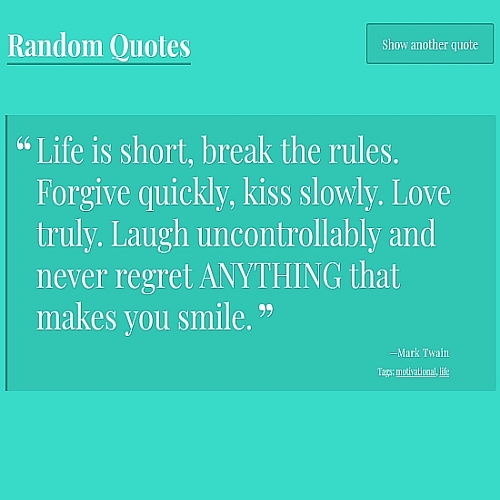 Random Quotes
Show another quote
“ Life is short, break the rules.
Forgive quickly, kiss slowly. Love
truly. Laugh uncontrollably and
never regret ANYTHING that
makes you smile. ”
—Mark Twain
Tags: motivational, life